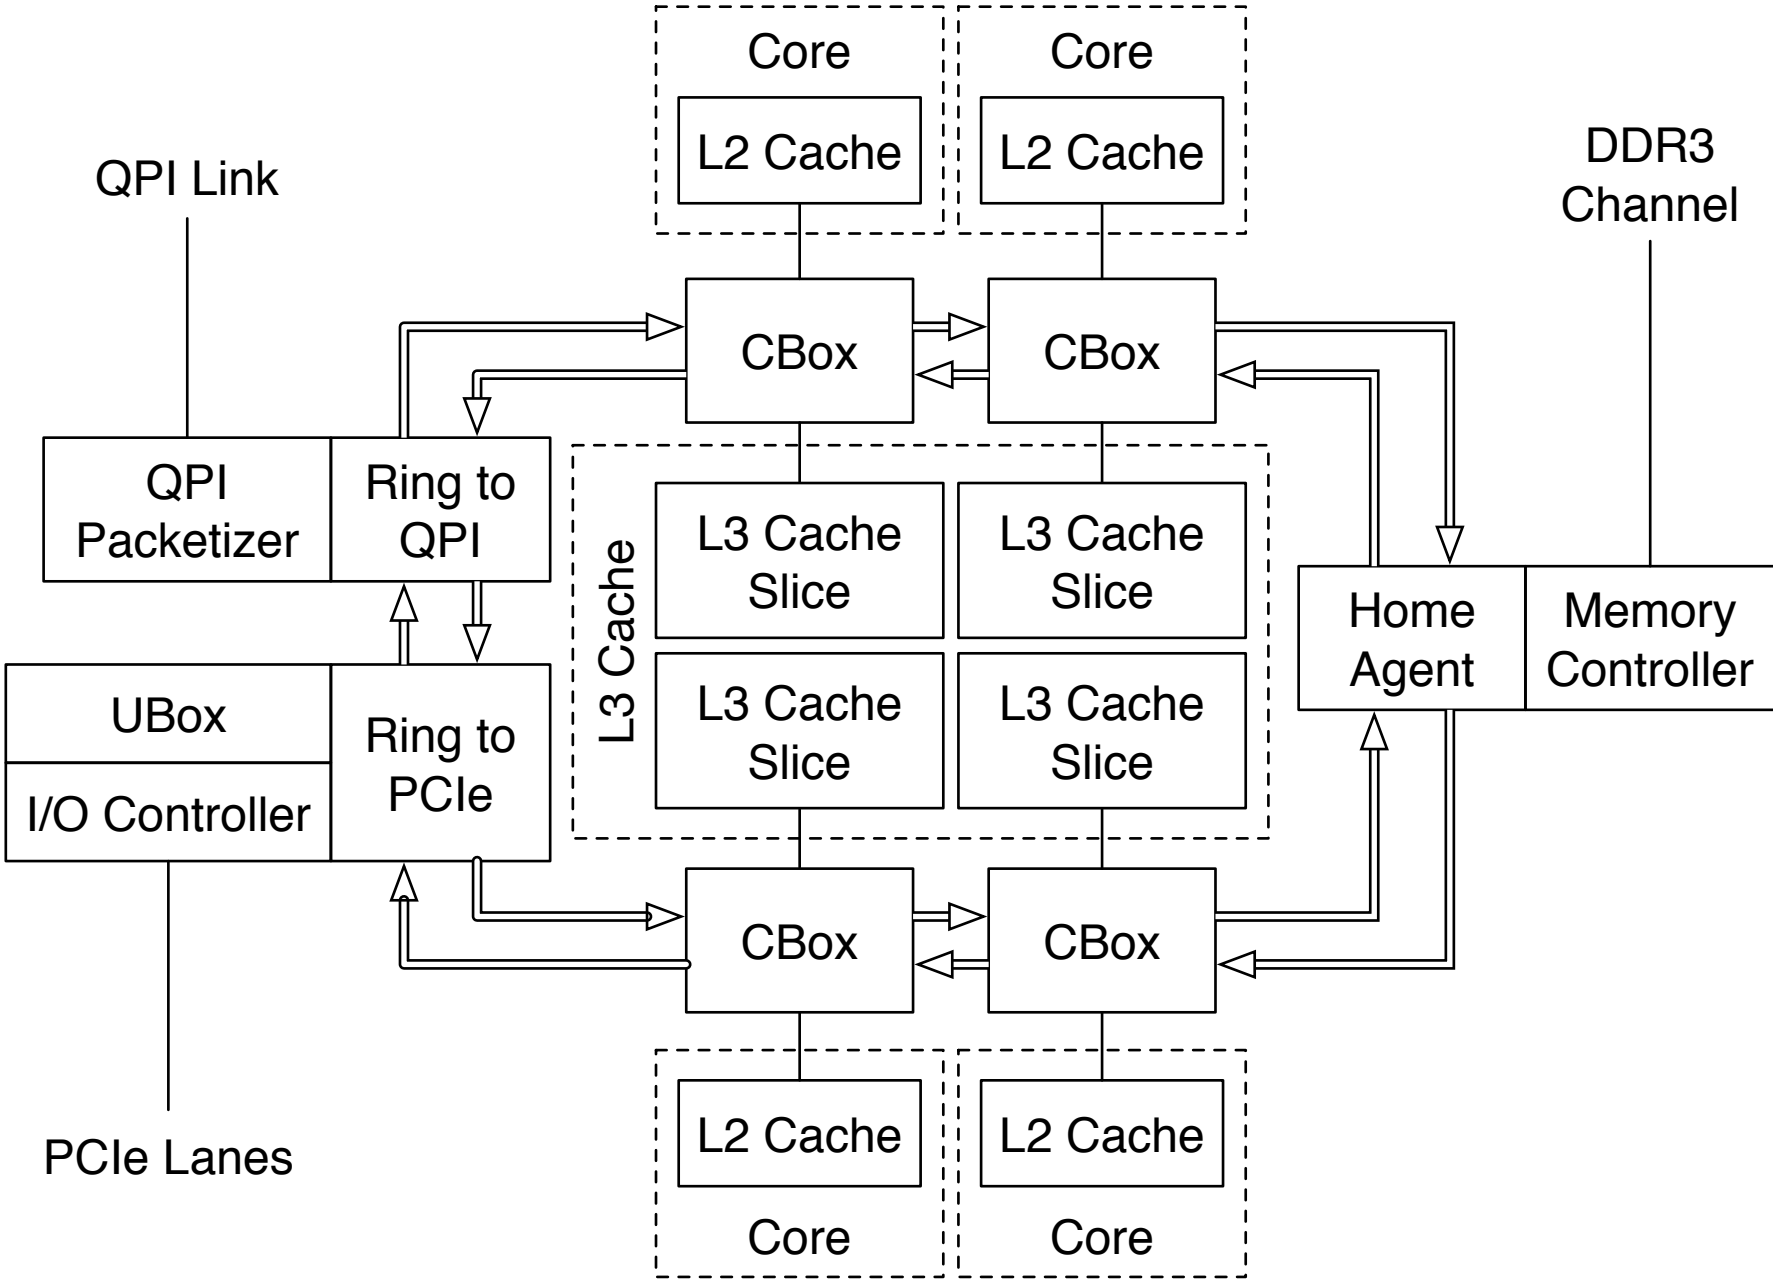 Core
Core
L2 Cache
L2 Cache
QPI Link
DDR3
Channel
CBox
CBox
QPI
Packetizer
Ring to
QPI
L3 Cache
L3 Cache
Slice
L3 Cache
Slice
Home
Agent
Memory
Controller
UBox
I/O Controller
Ring to
PCIe
L3 Cache
Slice
L3 Cache
Slice
CBox
CBox
PCIe Lanes
L2 Cache
L2 Cache
Core
Core